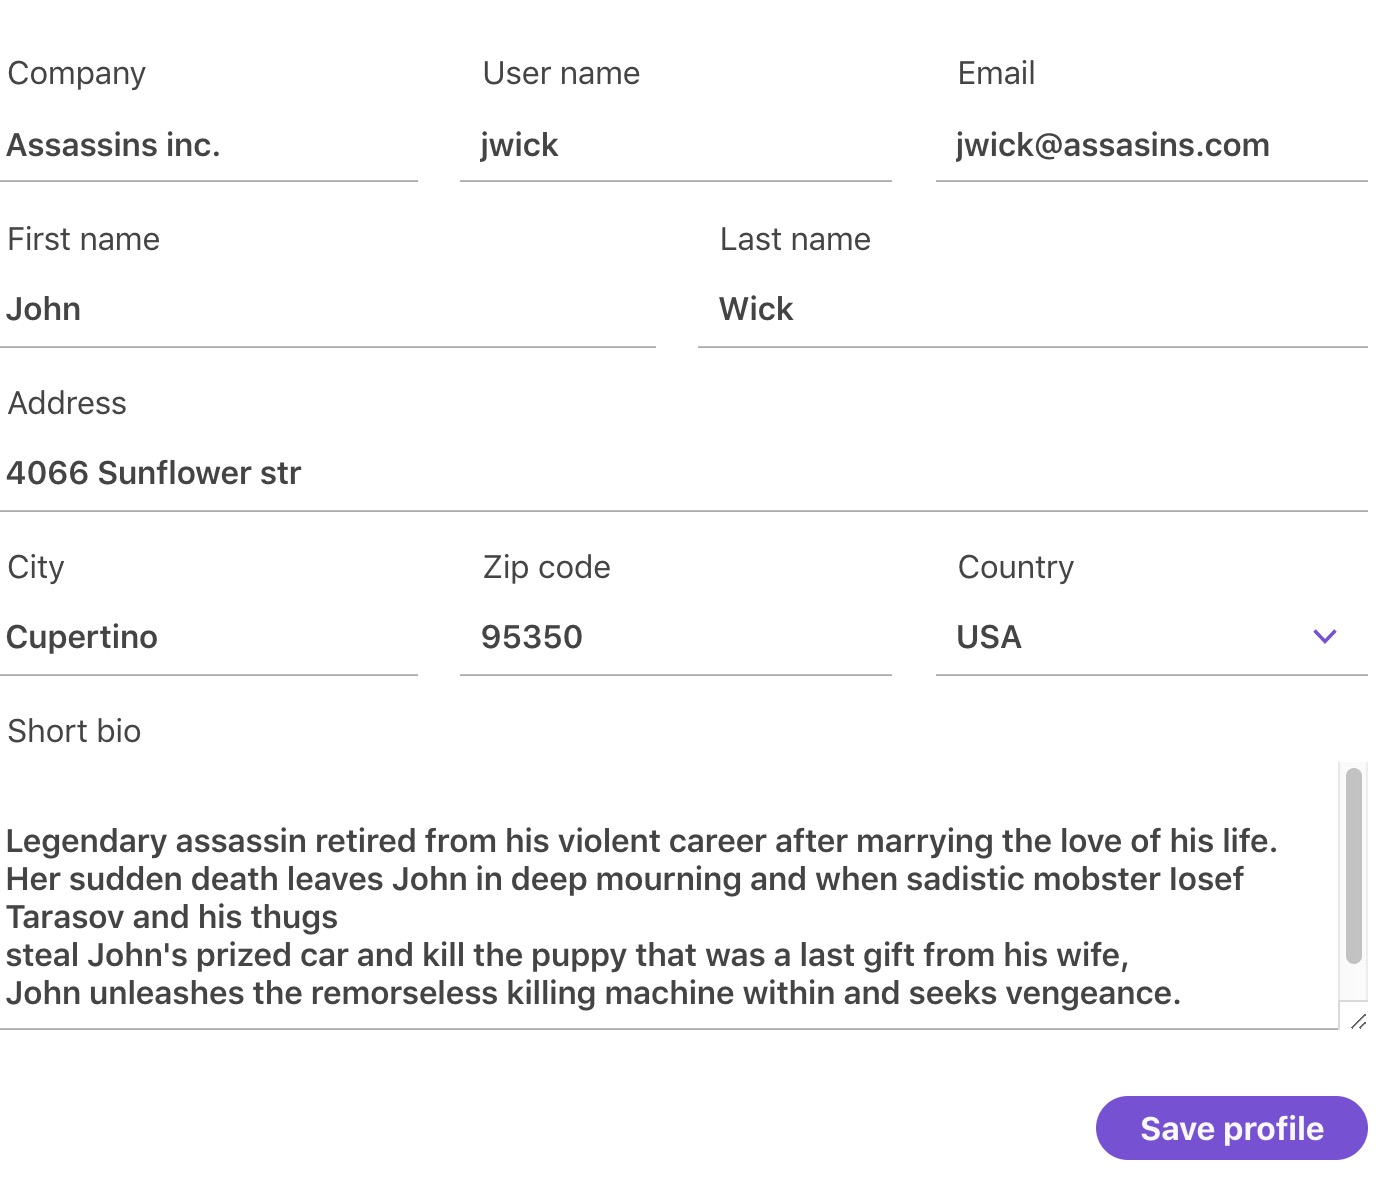 Company User name Email
Assassins inc. jwick jwick@assasins.com
First name Last name
John Wick
Address
4066 Sunflower str
City Zip code Country
Cupertino 95350 USA
Short bio
Legendary assassin retired from his violent career after marrying the love of his life.
Her sudden death leaves John in deep mourning and when sadistic mobster Iosef
Tarasov and his thugs
steal John's prized car and kill the puppy that was a last gift from his wife,
John unleashes the remorseless killing machine within and seeks vengeance.
Save profile